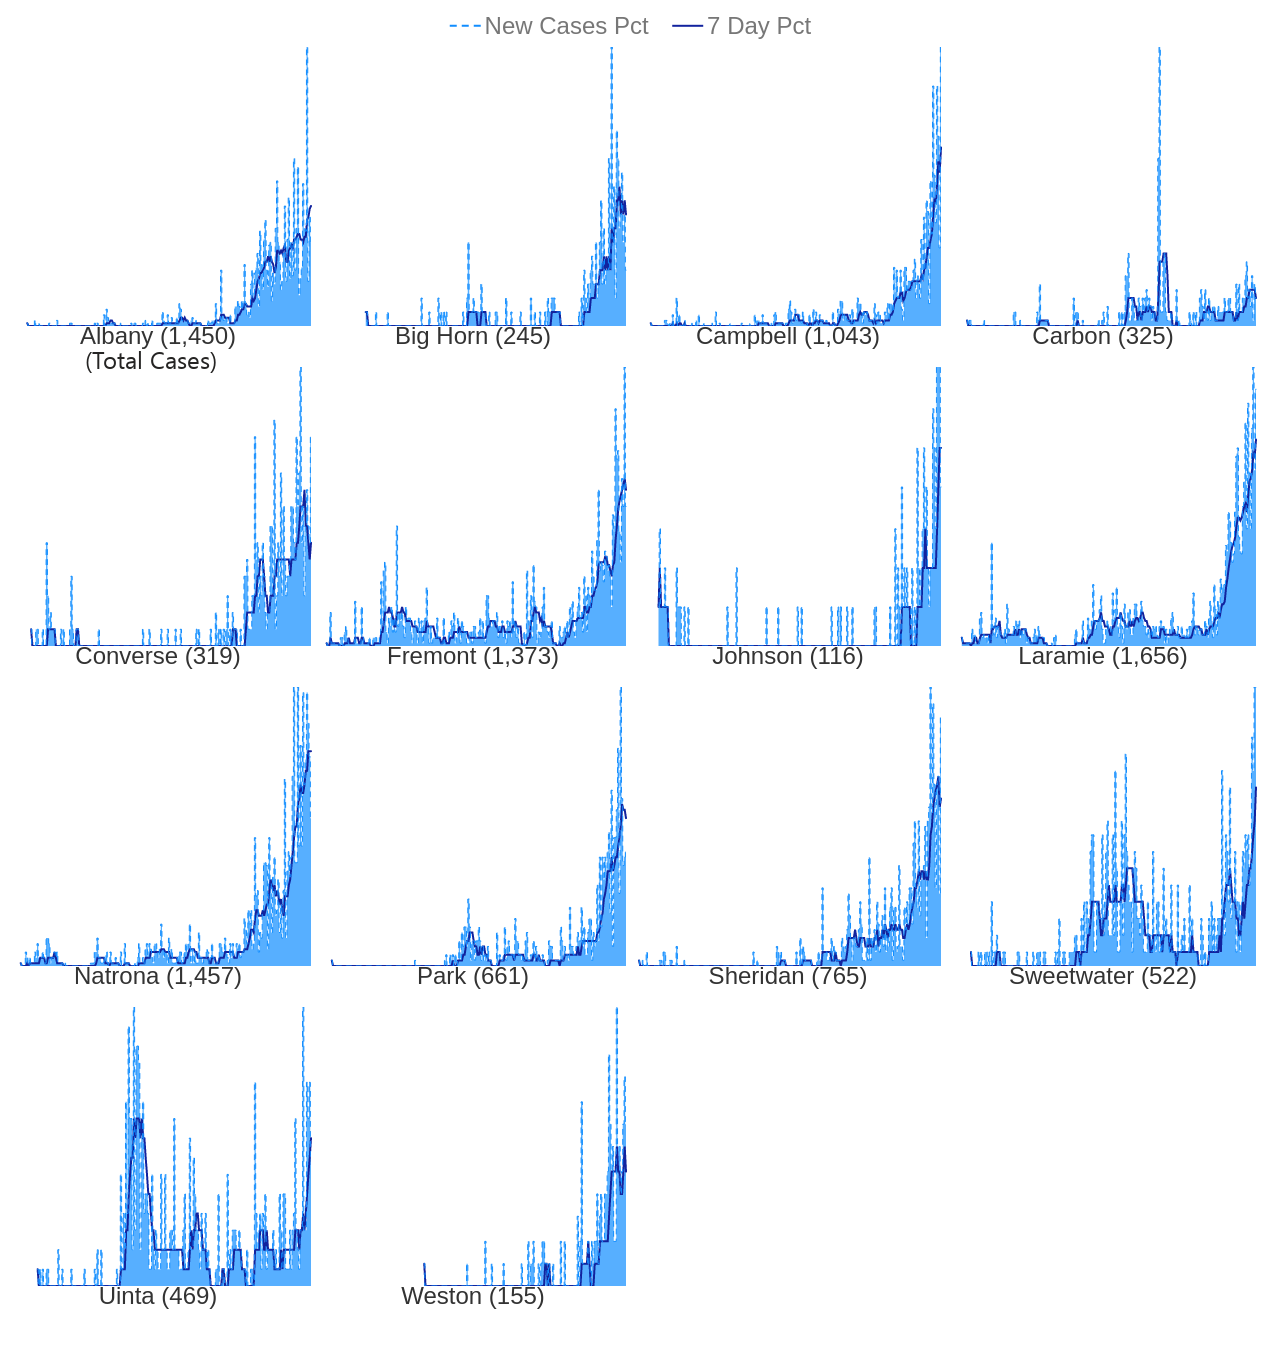 New Cases Pct 7 Day Pct
Albany (1,450)
(Total Cases)
Big Horn (245)
Campbell (1,043)
Carbon (325)
Converse (319)
Fremont (1,373)
Johnson (116)
Laramie (1,656)
Natrona (1,457)
Park (661)
Sheridan (765)
Sweetwater (522)
Uinta (469)
Weston (155)